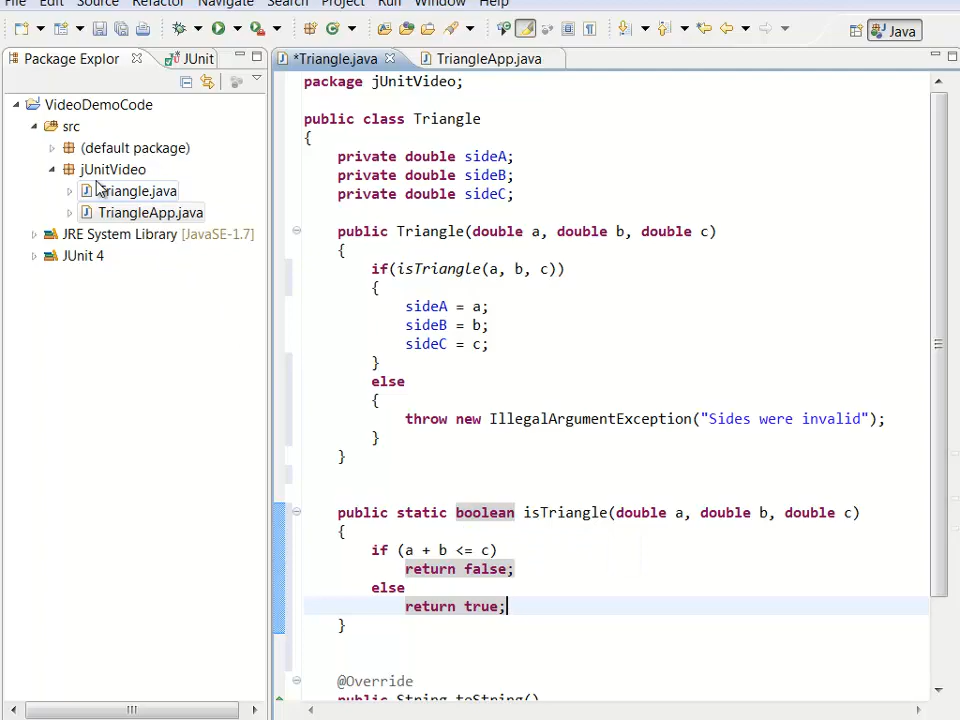 File Edit Source Refactor Navigate Search Project Run Window Help
Java
Package Explor JUnit
*Triangle.java TriangleApp.java
VideoDemoCode
src
(default package)
jUnitVideo
Triangle.java
TriangleApp.java
JRE System Library [JavaSE-1.7]
JUnit 4
package jUnitVideo;
public class Triangle
{
private double sideA;
private double sideB;
private double sideC;
public Triangle(double a, double b, double c)
{
if(isTriangle(a, b, c))
{
sideA = a;
sideB = b;
sideC = c;
}
else
{
throw new IllegalArgumentException("Sides were invalid");
}
}
public static boolean isTriangle(double a, double b, double c)
{
if (a + b <= c)
return false;
else
return true;
}
@Override
public String toString()